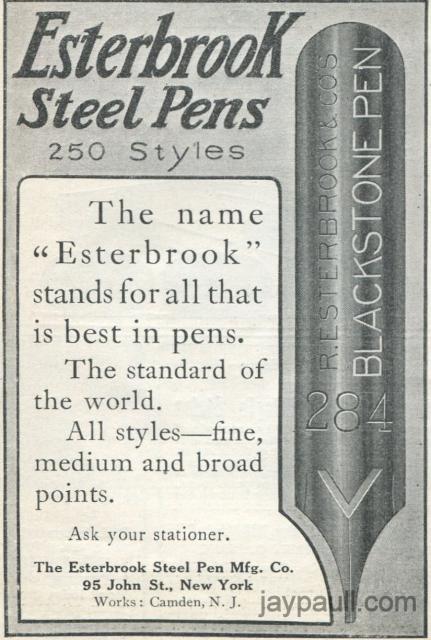 Esterbrook
Steel Pens
250 Styles
The name
“Esterbrook”
stands for all that
is best in pens.
The standard of
the world.
All styles—fine,
medium and broad
points.
Ask your stationer.
The Esterbrook Steel Pen Mfg. Co.
95 John St., New York
Works: Camden, N. J.
R. ESTERBROOK & CO'S
BLACKSTONE PEN
284
jaypaull.com